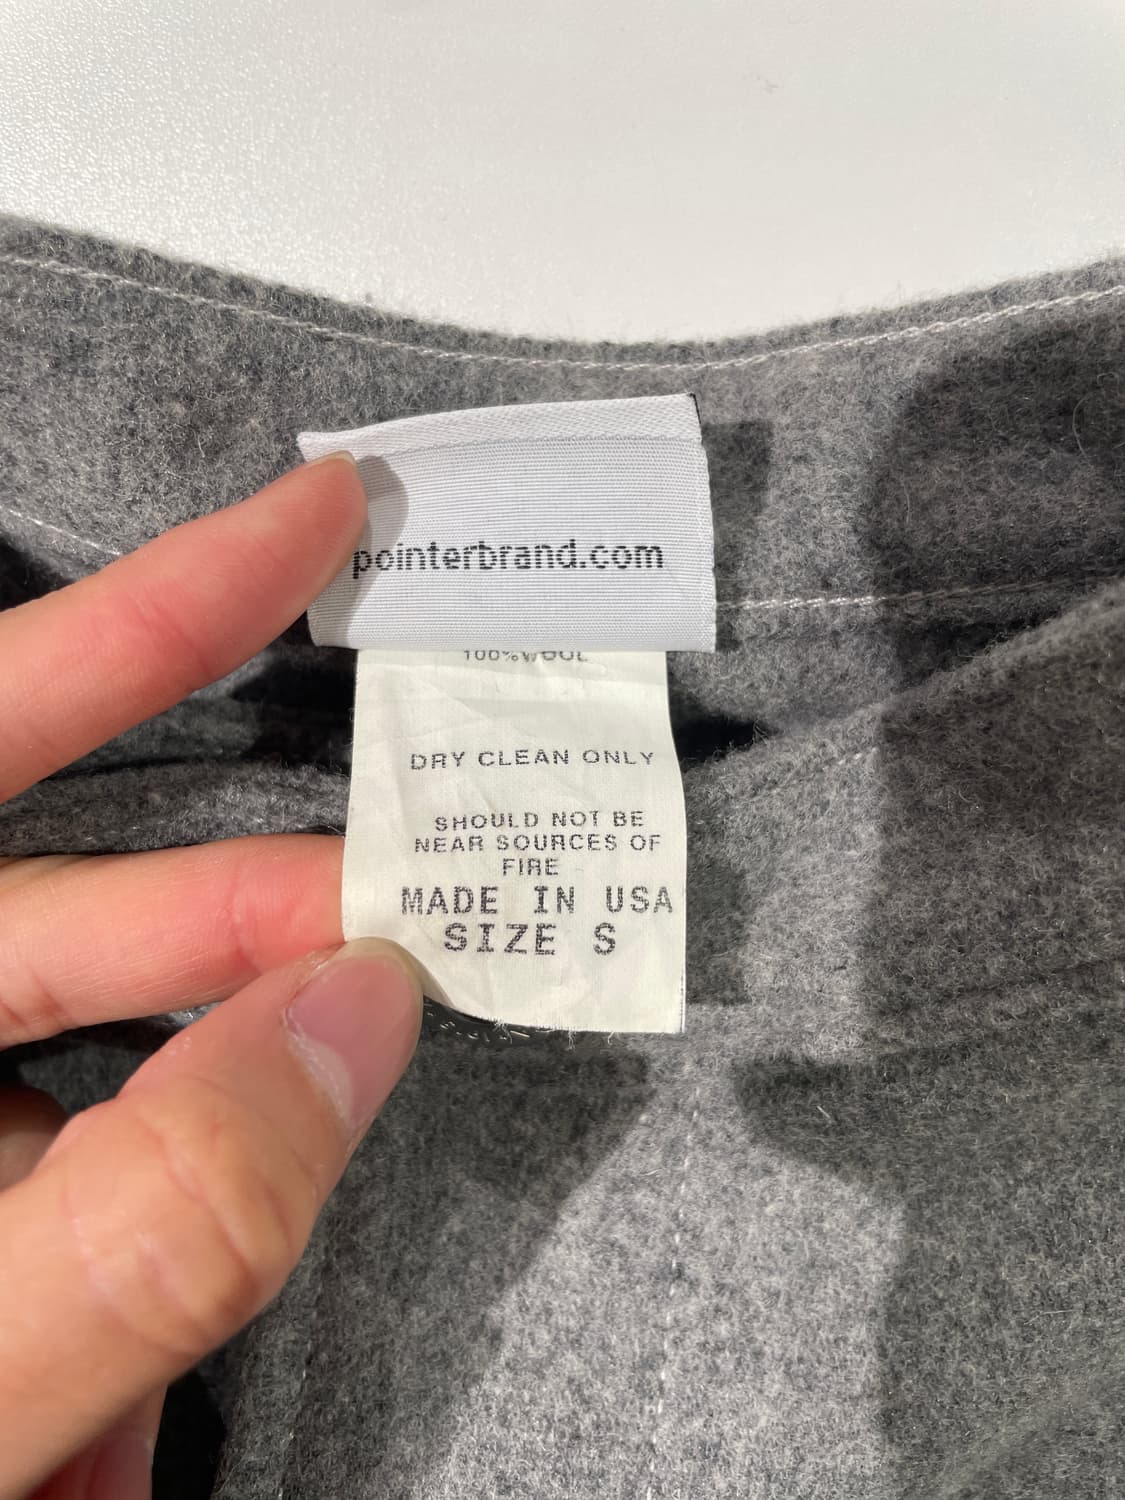 pointerbrand.com
100%WOOL
DRY CLEAN ONLY
SHOULD NOT BE
NEAR SOURCES OF
FIRE
MADE IN USA
SIZE S